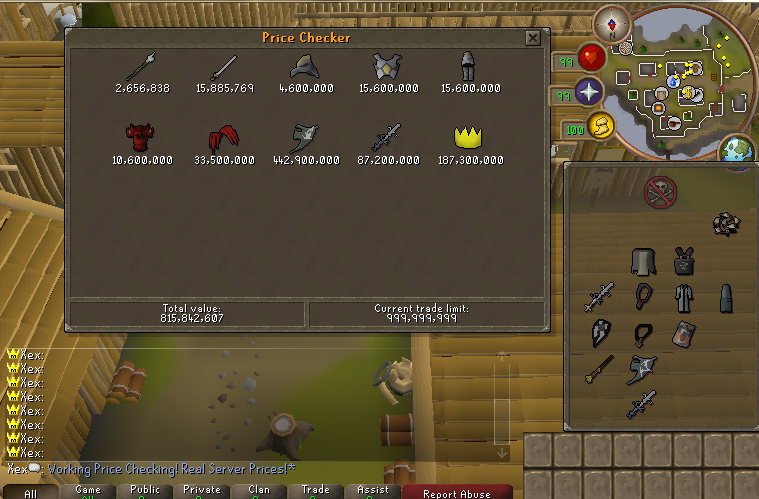 Price Checker
2,656,838 15,885,769 4,600,000 15,600,000 15,600,000
10,600,000 33,500,000 442,900,000 87,200,000 187,300,000
Total value:
815,842,607
Current trade limit:
999,999,999
99
99
100
Xex:
Xex:
Xex:
Xex:
Xex:
Xex:
Xex:
Xex:
Xex: Working Price Checking! Real Server Prices!*
All Game Public Private Clan Trade Assist Report Abuse